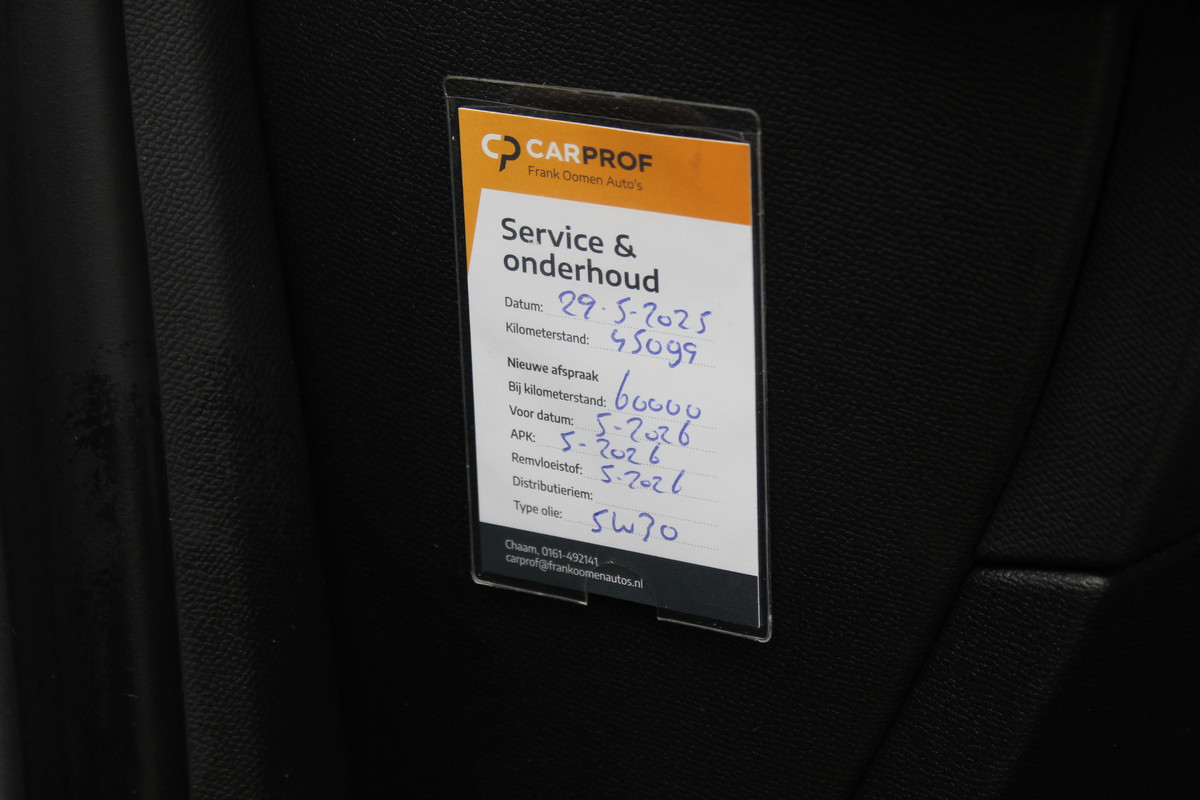 CP CARPROF
Frank Oomen Auto's
Service &
onderhoud
Datum: 29-5-2025
Kilometerstand: 45099
Nieuwe afspraak
Bij kilometerstand: 60000
Voor datum: 5-2026
APK: 5-2026
Remvloeistof: 5-2026
Distributieriem:
Type olie: 5W30
Chaam, 0161-492141
carprof@frankoomenautos.nl